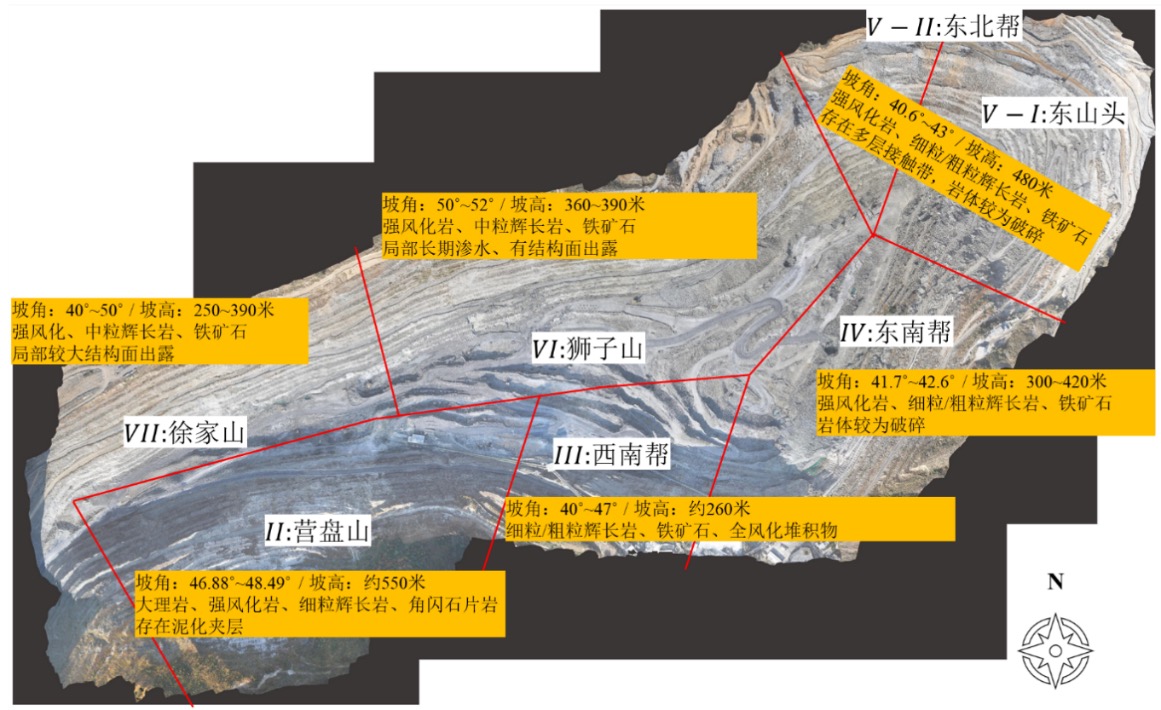 V − II:东北帮
V − I:东山头
坡角：40.6°~43° / 坡高：480米
强风化岩、细粒/粗粒辉长岩、铁矿石
存在多层接触带，岩体较为破碎
坡角：50°~52° / 坡高：360~390米
强风化岩、中粒辉长岩、铁矿石
局部长期渗水、有结构面出露
坡角：40°~50° / 坡高：250~390米
强风化、中粒辉长岩、铁矿石
局部较大结构面出露
VI:狮子山
IV:东南帮
坡角：41.7°~42.6° / 坡高：300~420米
强风化岩、细粒/粗粒辉长岩、铁矿石
岩体较为破碎
VII:徐家山
III:西南帮
坡角：40°~47° / 坡高：约260米
细粒/粗粒辉长岩、铁矿石、全风化堆积物
II:营盘山
坡角：46.88°~48.49° / 坡高：约550米
大理岩、强风化岩、细粒辉长岩、角闪石片岩
存在泥化夹层
N